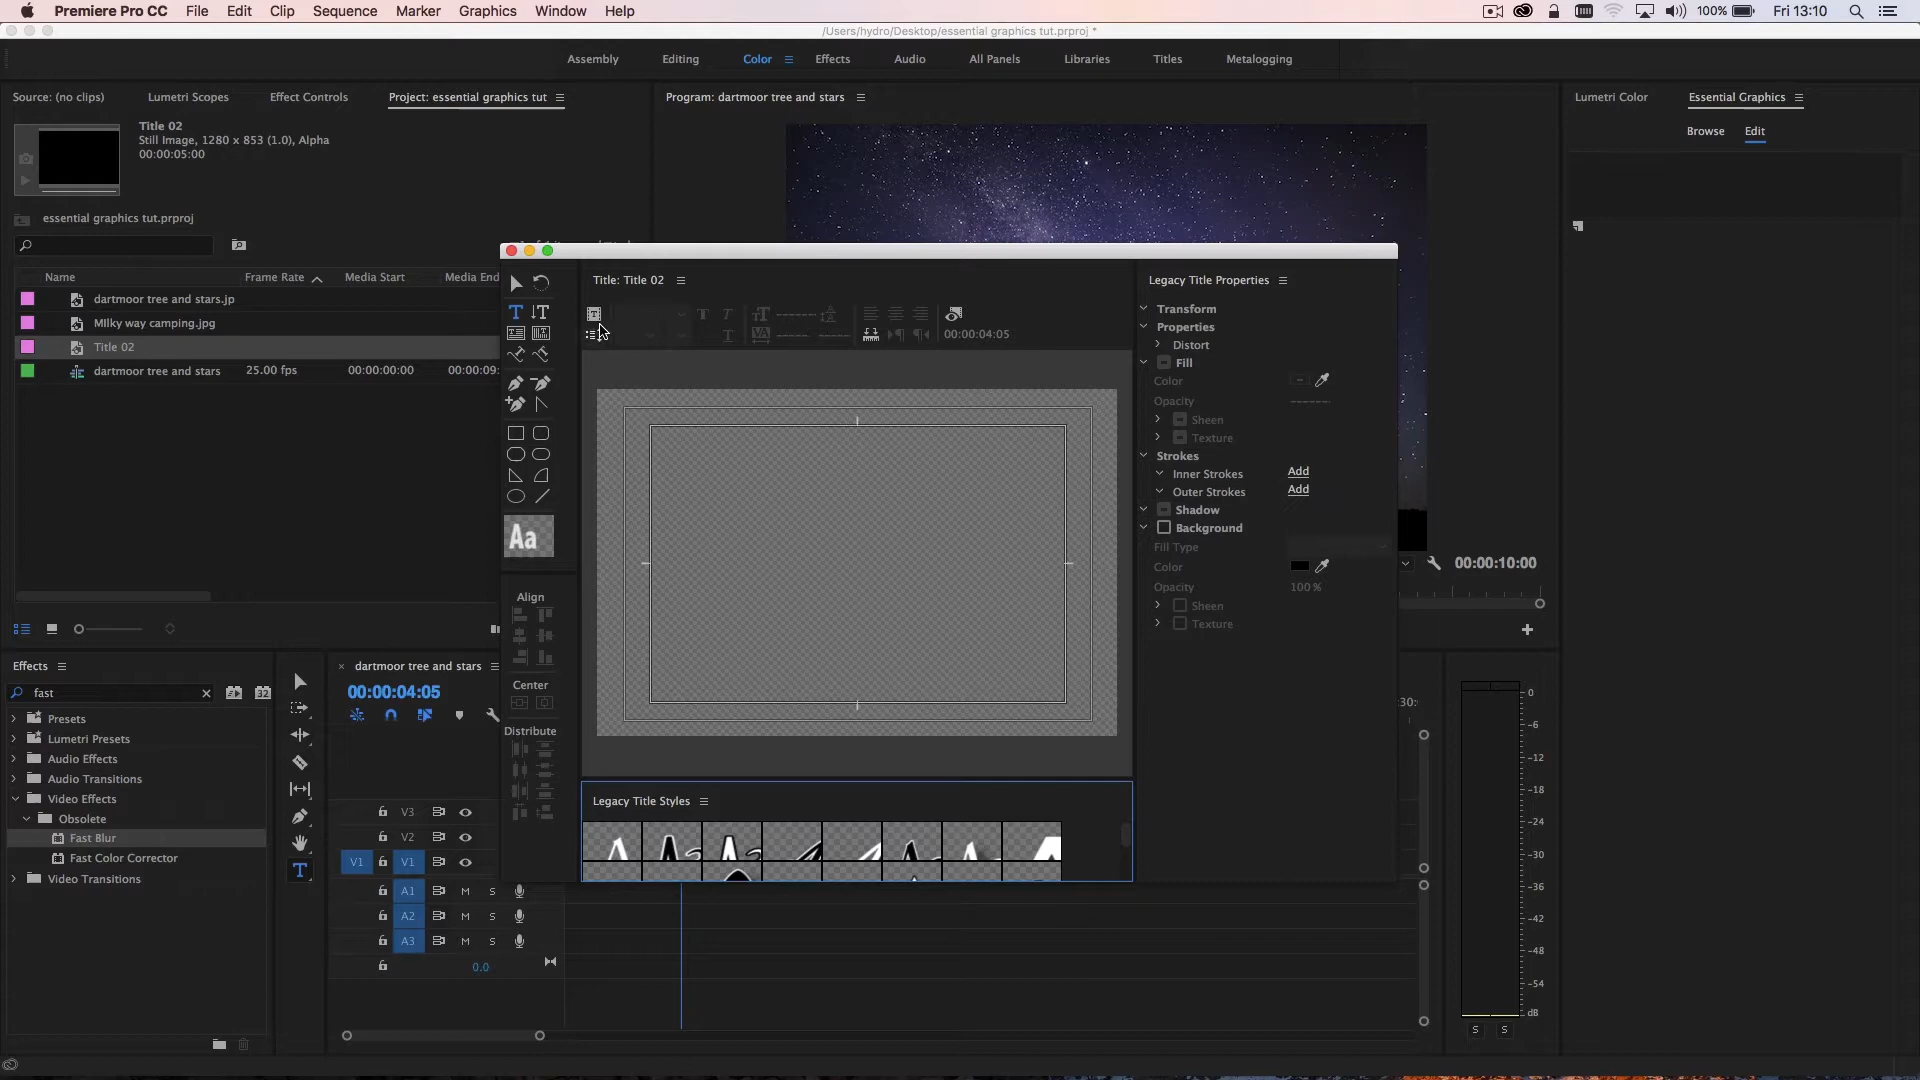 Premiere Pro CC File Edit Clip Sequence Marker Graphics Window Help 100% Fri 13:10
/Users/hydro/Desktop/essential graphics tut.prproj *
Assembly Editing Color Effects Audio All Panels Libraries Titles Metalogging
Source: (no clips) Lumetri Scopes Effect Controls Project: essential graphics tut Program: dartmoor tree and stars Lumetri Color Essential Graphics
Browse Edit
Title 02
Still Image, 1280 x 853 (1.0), Alpha
00:00:05:00
essential graphics tut.prproj
Name Frame Rate Media Start Media End
dartmoor tree and stars.jp
MIlky way camping.jpg
Title 02
dartmoor tree and stars 25.00 fps 00:00:00:00 00:00:09:
Title: Title 02
00:00:04:05
Aa
Align
Center
Distribute
Legacy Title Styles
Legacy Title Properties
Transform
Properties
Distort
Fill
Color
Opacity
Sheen
Texture
Strokes
Inner Strokes Add
Outer Strokes Add
Shadow
Background
Fill Type
Color
Opacity 100 %
Sheen
Texture
00:00:10:00
Effects
fast
32
Presets
Lumetri Presets
Audio Effects
Audio Transitions
Video Effects
Obsolete
Fast Blur
Fast Color Corrector
Video Transitions
dartmoor tree and stars
00:00:04:05
:30:
V3
V2
V1 V1
A1 M S
A2 M S
A3 M S
0.0
0
-6
-12
-18
-24
-30
-36
-42
-48
-54
dB
S S